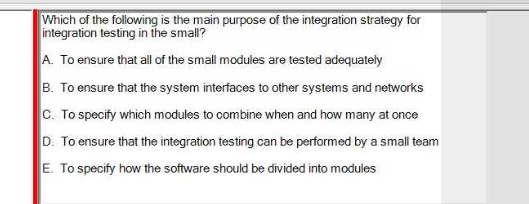 Which of the following is the main purpose of the integration strategy for
integration testing in the small?
A. To ensure that all of the small modules are tested adequately
B. To ensure that the system interfaces to other systems and networks
C. To specify which modules to combine when and how many at once
D. To ensure that the integration testing can be performed by a small team
E. To specify how the software should be divided into modules